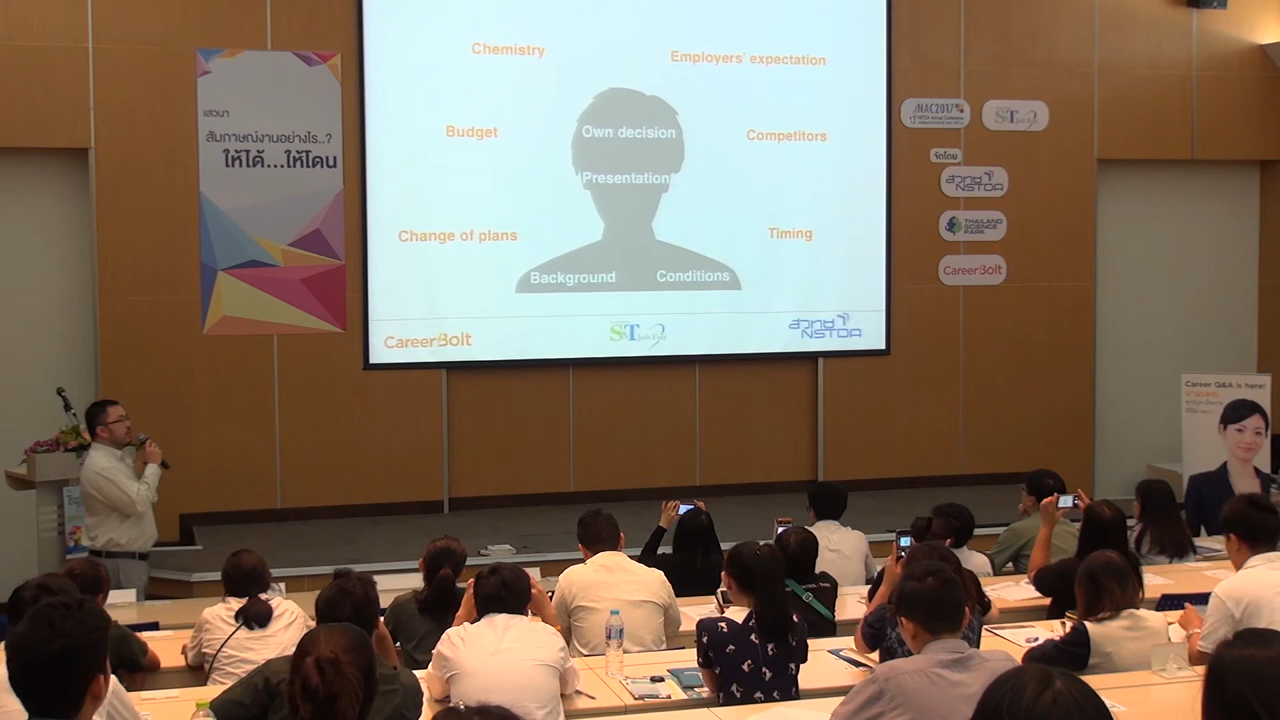 เสวนา
สัมภาษณ์งานอย่างไร..?
ให้ได้...ให้โดน
Chemistry
Employers' expectation
Budget
Own decision
Competitors
Presentation
Change of plans
Timing
Background
Conditions
CareerBolt
S&T Job Fair
สวทช
NSTDA
NAC2017
จัดโดย
สวทช
NSTDA
THAILAND
SCIENCE
PARK
CareerBolt
Career Q&A is here!